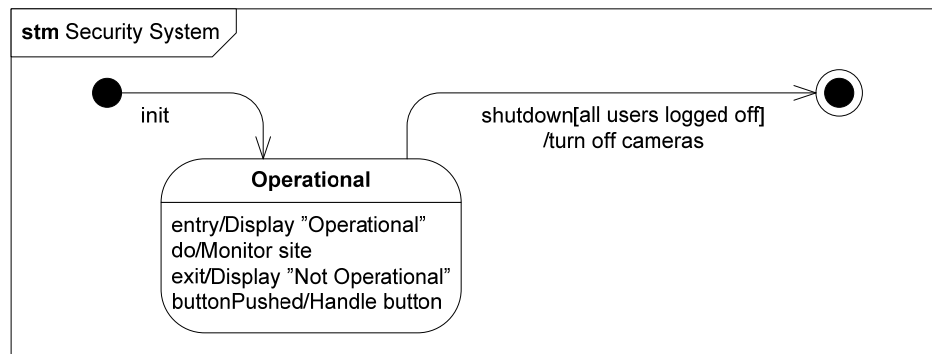 stm Security System
init
shutdown[all users logged off]
/turn off cameras
Operational
entry/Display ”Operational”
do/Monitor site
exit/Display ”Not Operational”
buttonPushed/Handle button